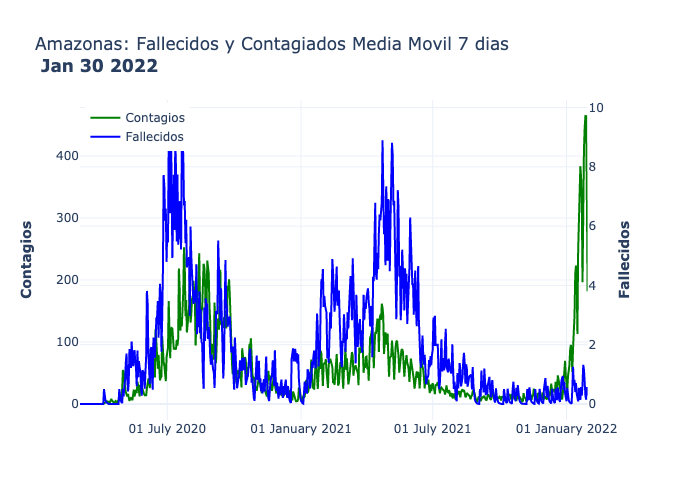 Amazonas: Fallecidos y Contagiados Media Movil 7 dias
Jan 30 2022
Contagios
Fallecidos
Contagios
400
300
200
100
0
10
8
6
4
2
0
Fallecidos
01 July 2020
01 January 2021
01 July 2021
01 January 2022